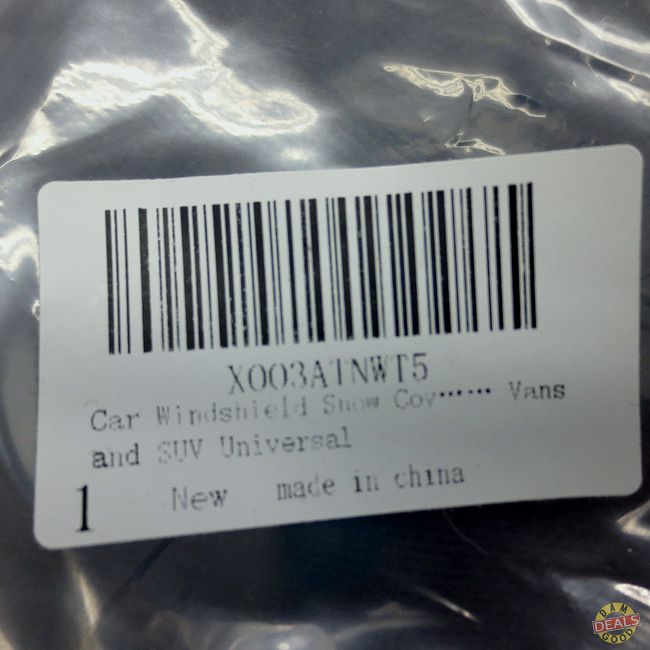 X003ATNWT5
Car Windshield Snow Cov...... Vans
and SUV Universal
1 New made in china
DAM
DEALS
GOOD